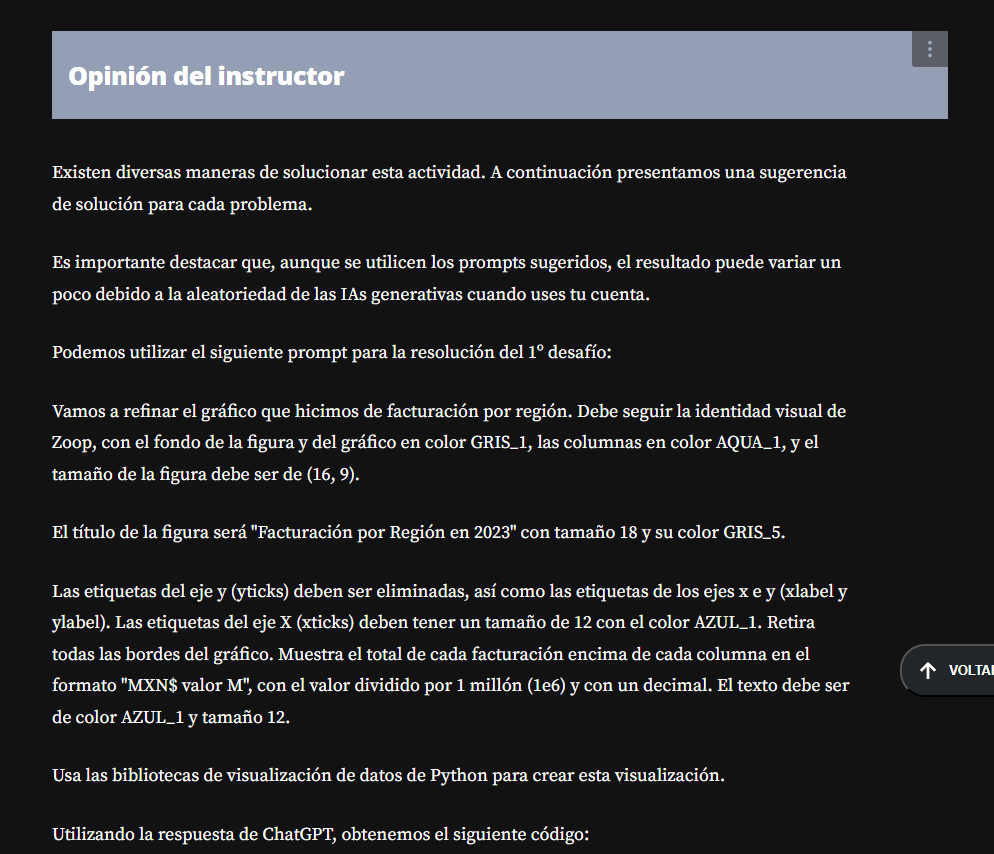 Opinión del instructor
Existen diversas maneras de solucionar esta actividad. A continuación presentamos una sugerencia
de solución para cada problema.
Es importante destacar que, aunque se utilicen los prompts sugeridos, el resultado puede variar un
poco debido a la aleatoriedad de las IAs generativas cuando uses tu cuenta.
Podemos utilizar el siguiente prompt para la resolución del 1º desafío:
Vamos a refinar el gráfico que hicimos de facturación por región. Debe seguir la identidad visual de
Zoop, con el fondo de la figura y del gráfico en color GRIS_1, las columnas en color AQUA_1, y el
tamaño de la figura debe ser de (16, 9).
El título de la figura será "Facturación por Región en 2023" con tamaño 18 y su color GRIS_5.
Las etiquetas del eje y (yticks) deben ser eliminadas, así como las etiquetas de los ejes x e y (xlabel y
ylabel). Las etiquetas del eje X (xticks) deben tener un tamaño de 12 con el color AZUL_1. Retira
todas las bordes del gráfico. Muestra el total de cada facturación encima de cada columna en el
formato "MXN$ valor M", con el valor dividido por 1 millón (1e6) y con un decimal. El texto debe ser
de color AZUL_1 y tamaño 12.
VOLTA
Usa las bibliotecas de visualización de datos de Python para crear esta visualización.
Utilizando la respuesta de ChatGPT, obtenemos el siguiente código: